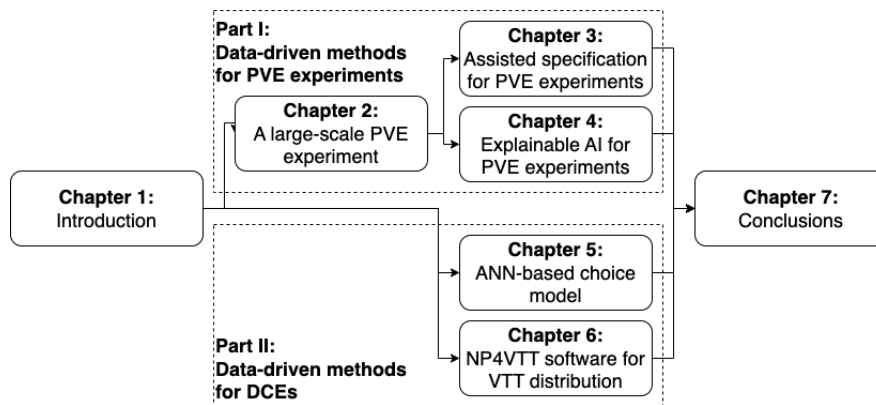 Part I:
Data-driven methods
for PVE experiments
Chapter 3:
Assisted specification
for PVE experiments
Chapter 2:
A large-scale PVE
experiment
Chapter 4:
Explainable AI for
PVE experiments
Chapter 1:
Introduction
Chapter 7:
Conclusions
Chapter 5:
ANN-based choice
model
Chapter 6:
NP4VTT software for
VTT distribution
Part II:
Data-driven methods
for DCEs